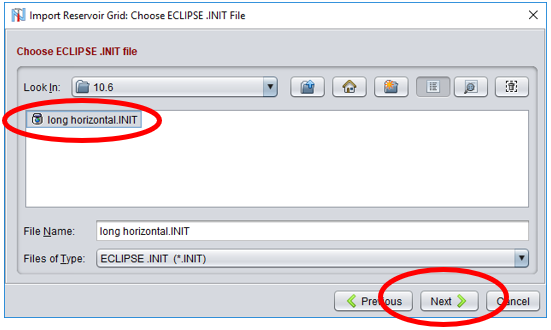 Import Reservoir Grid: Choose ECLIPSE .INIT File
Choose ECLIPSE .INIT file
Look In: 10.6
long horizontal.INIT
File Name: long horizontal.INIT
Files of Type: ECLIPSE .INIT (*.INIT)
Previous Next Cancel